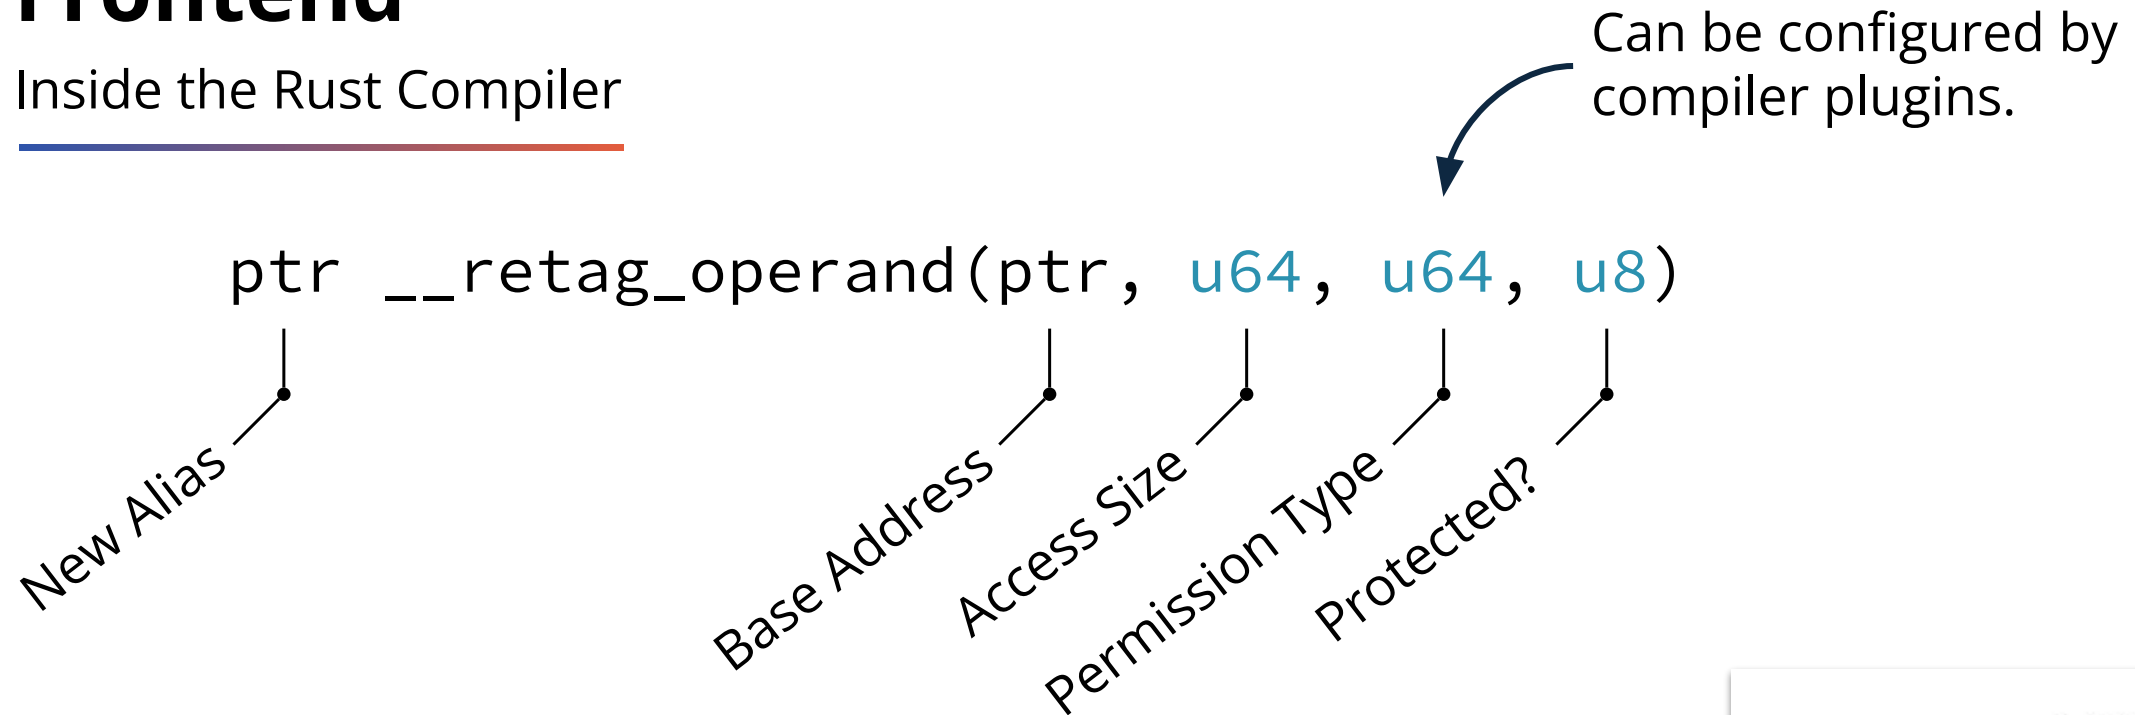 Frontend
Inside the Rust Compiler
Can be configured by
compiler plugins.
ptr __retag_operand(ptr, u64, u64, u8)
New Alias
Base Address
Access Size
Permission Type
Protected?